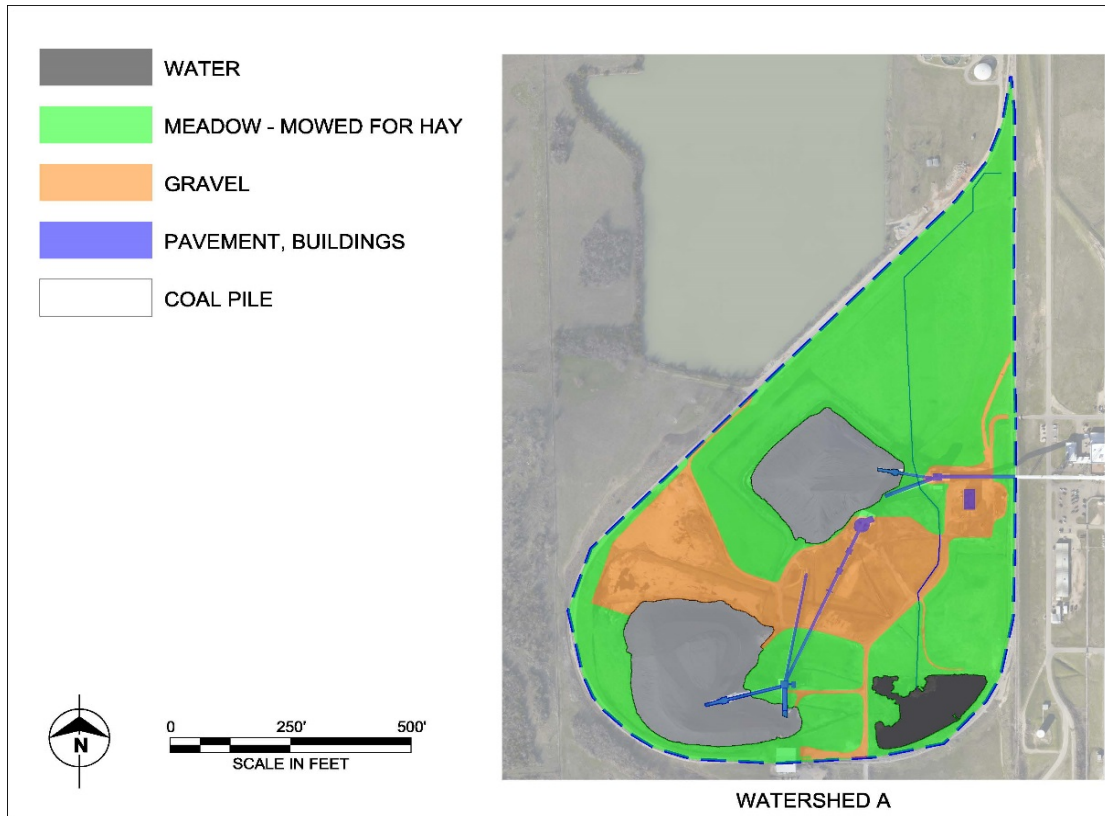 WATER
MEADOW - MOWED FOR HAY
GRAVEL
PAVEMENT, BUILDINGS
COAL PILE
N
0 250' 500'
SCALE IN FEET
WATERSHED A